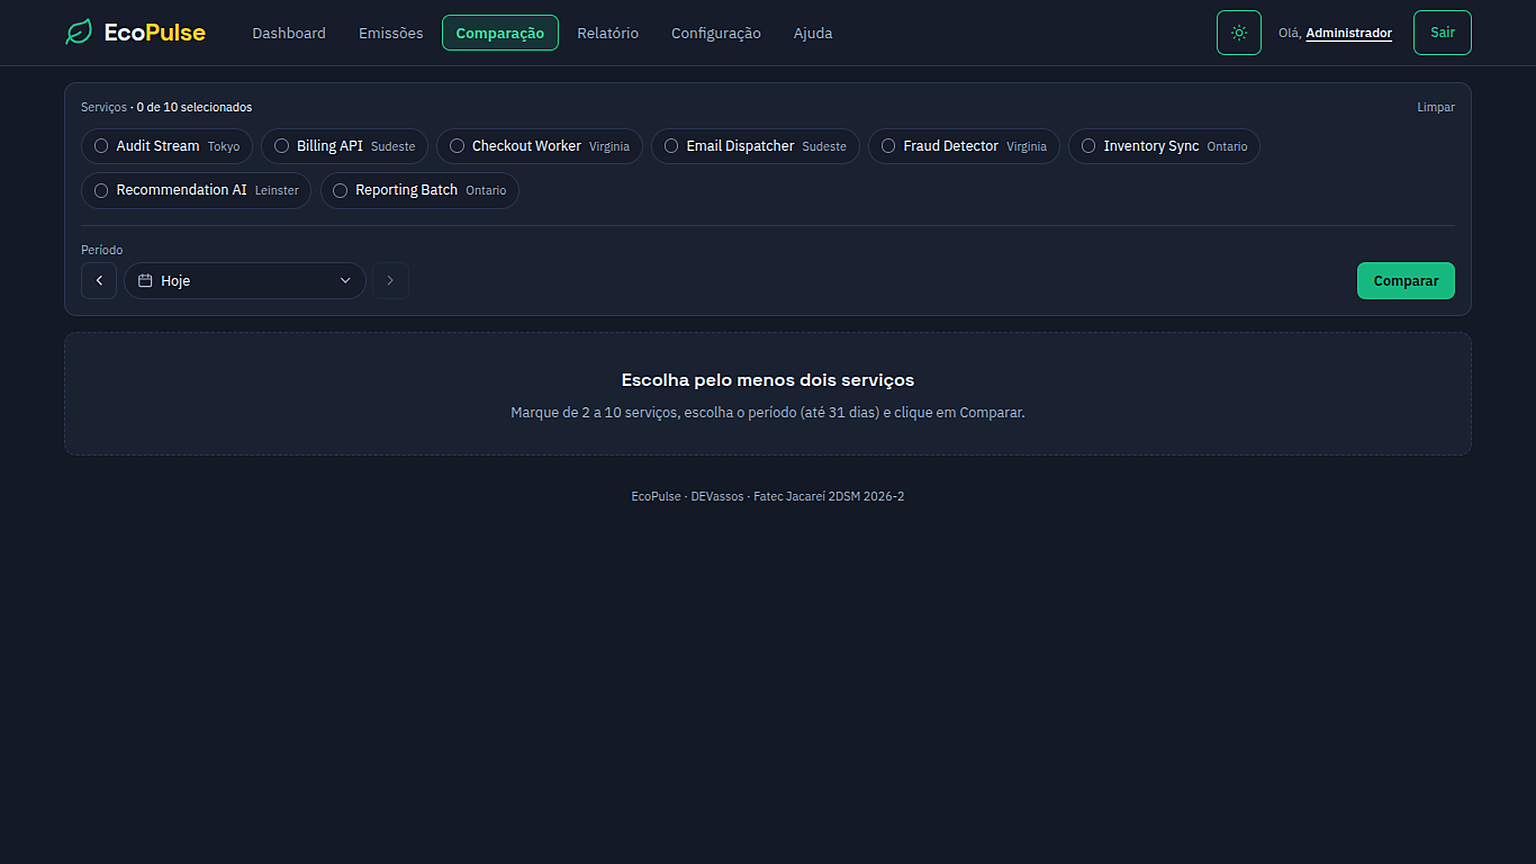 EcoPulse Dashboard Emissões Comparação Relatório Configuração Ajuda Olá, Administrador Sair
Serviços · 0 de 10 selecionados Limpar
Audit Stream Tokyo Billing API Sudeste Checkout Worker Virginia Email Dispatcher Sudeste Fraud Detector Virginia Inventory Sync Ontario
Recommendation AI Leinster Reporting Batch Ontario
Período
Hoje Comparar
Escolha pelo menos dois serviços
Marque de 2 a 10 serviços, escolha o período (até 31 dias) e clique em Comparar.
EcoPulse · DEVassos · Fatec Jacareí 2DSM 2026-2